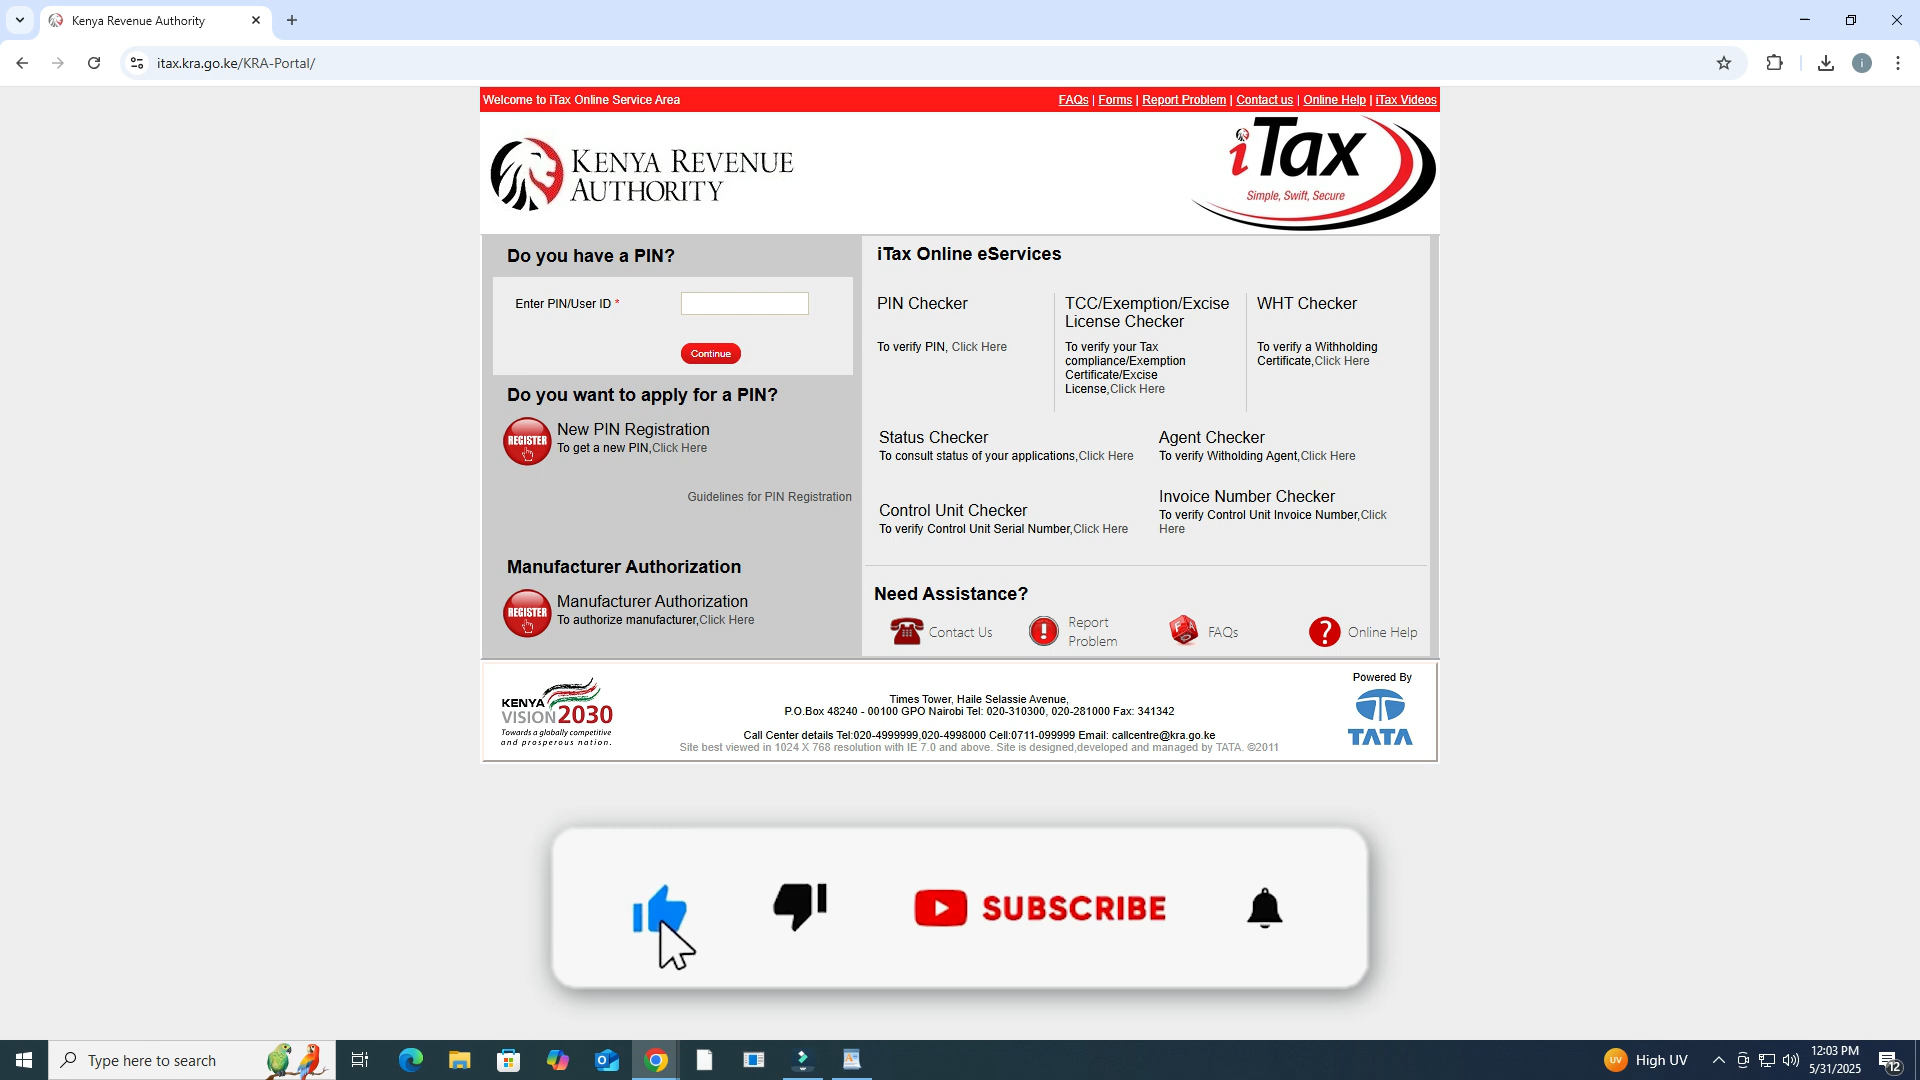 Kenya Revenue Authority
itax.kra.go.ke/KRA-Portal/
Welcome to iTax Online Service Area
FAQs | Forms | Report Problem | Contact us | Online Help | iTax Videos
KENYA REVENUE
AUTHORITY
iTax
Simple, Swift, Secure
Do you have a PIN?
Enter PIN/User ID *
Continue
Do you want to apply for a PIN?
REGISTER
New PIN Registration
To get a new PIN,Click Here
Guidelines for PIN Registration
Manufacturer Authorization
REGISTER
Manufacturer Authorization
To authorize manufacturer,Click Here
iTax Online eServices
PIN Checker
To verify PIN, Click Here
TCC/Exemption/Excise
License Checker
To verify your Tax
compliance/Exemption
Certificate/Excise
License,Click Here
WHT Checker
To verify a Withholding
Certificate,Click Here
Status Checker
To consult status of your applications,Click Here
Agent Checker
To verify Witholding Agent,Click Here
Control Unit Checker
To verify Control Unit Serial Number,Click Here
Invoice Number Checker
To verify Control Unit Invoice Number,Click
Here
Need Assistance?
Contact Us
Report
Problem
FAQs
Online Help
KENYA
VISION 2030
Towards a globally competitive
and prosperous nation.
Times Tower, Haile Selassie Avenue,
P.O.Box 48240 - 00100 GPO Nairobi Tel: 020-310300, 020-281000 Fax: 341342
Call Center details Tel:020-4999999,020-4998000 Cell:0711-099999 Email: callcentre@kra.go.ke
Site best viewed in 1024 X 768 resolution with IE 7.0 and above. Site is designed,developed and managed by TATA. ©2011
Powered By
TATA
SUBSCRIBE
Type here to search
UV
High UV
12:03 PM
5/31/2025
12